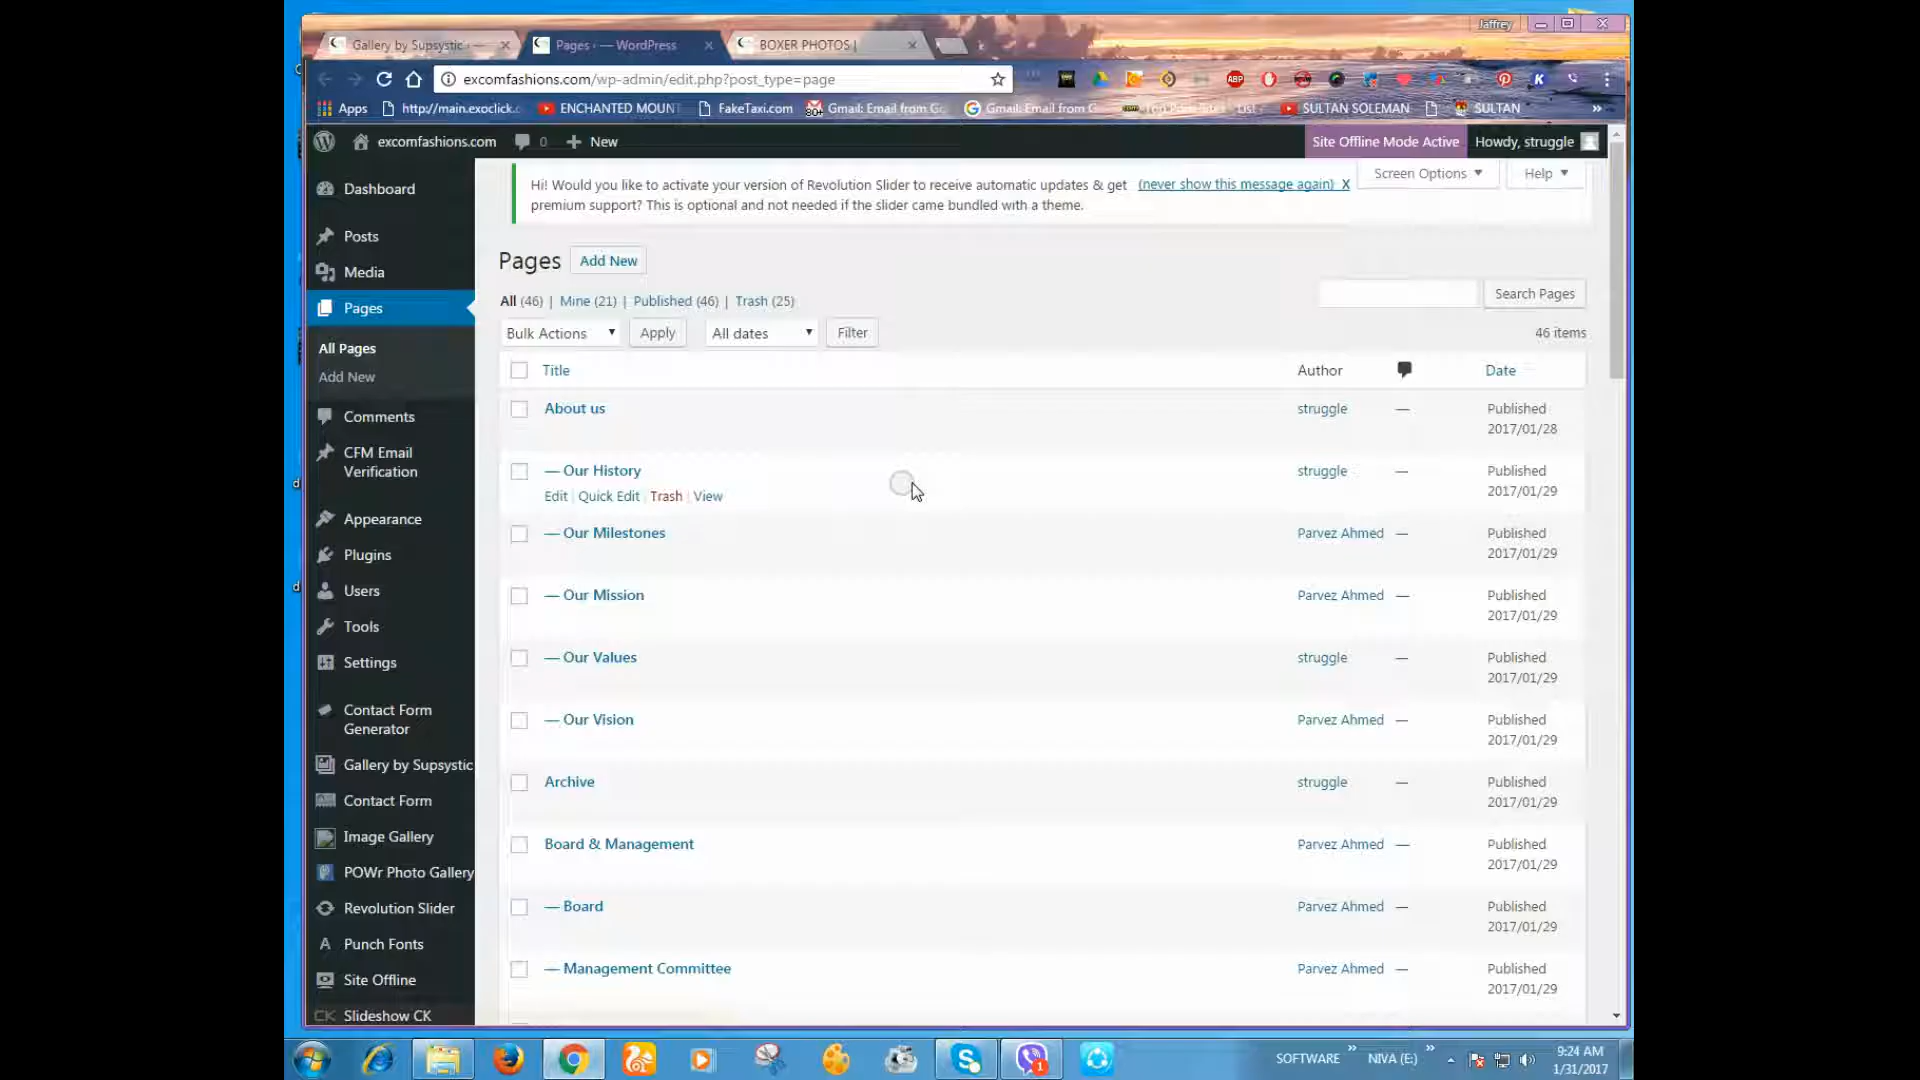 Jaffrey
Gallery by Supsystic ‹ —
Pages ‹ — WordPress
BOXER PHOTOS |
excomfashions.com/wp-admin/edit.php?post_type=page
Apps
http://main.exoclick.c
ENCHANTED MOUNT
FakeTaxi.com
Gmail: Email from Go
Gmail: Email from G
SULTAN SOLEMAN
SULTAN
»
excomfashions.com
0
New
Site Offline Mode Active
Howdy, struggle
Dashboard
Posts
Media
Pages
All Pages
Add New
Comments
CFM Email
Verification
Appearance
Plugins
Users
Tools
Settings
Contact Form
Generator
Gallery by Supsystic
Contact Form
Image Gallery
POWr Photo Gallery
Revolution Slider
Punch Fonts
Site Offline
Slideshow CK
Hi! Would you like to activate your version of Revolution Slider to receive automatic updates & get (never show this message again) X
premium support? This is optional and not needed if the slider came bundled with a theme.
Screen Options
Help
Pages
Add New
All (46) | Mine (21) | Published (46) | Trash (25)
Search Pages
Bulk Actions
Apply
All dates
Filter
46 items
Title
Author
Date
About us
struggle
—
Published
2017/01/28
— Our History
struggle
—
Published
2017/01/29
Edit | Quick Edit | Trash | View
— Our Milestones
Parvez Ahmed
—
Published
2017/01/29
— Our Mission
Parvez Ahmed
—
Published
2017/01/29
— Our Values
struggle
—
Published
2017/01/29
— Our Vision
Parvez Ahmed
—
Published
2017/01/29
Archive
struggle
—
Published
2017/01/29
Board & Management
Parvez Ahmed
—
Published
2017/01/29
— Board
Parvez Ahmed
—
Published
2017/01/29
— Management Committee
Parvez Ahmed
—
Published
2017/01/29
SOFTWARE
»
NIVA (E:)
»
9:24 AM
1/31/2017